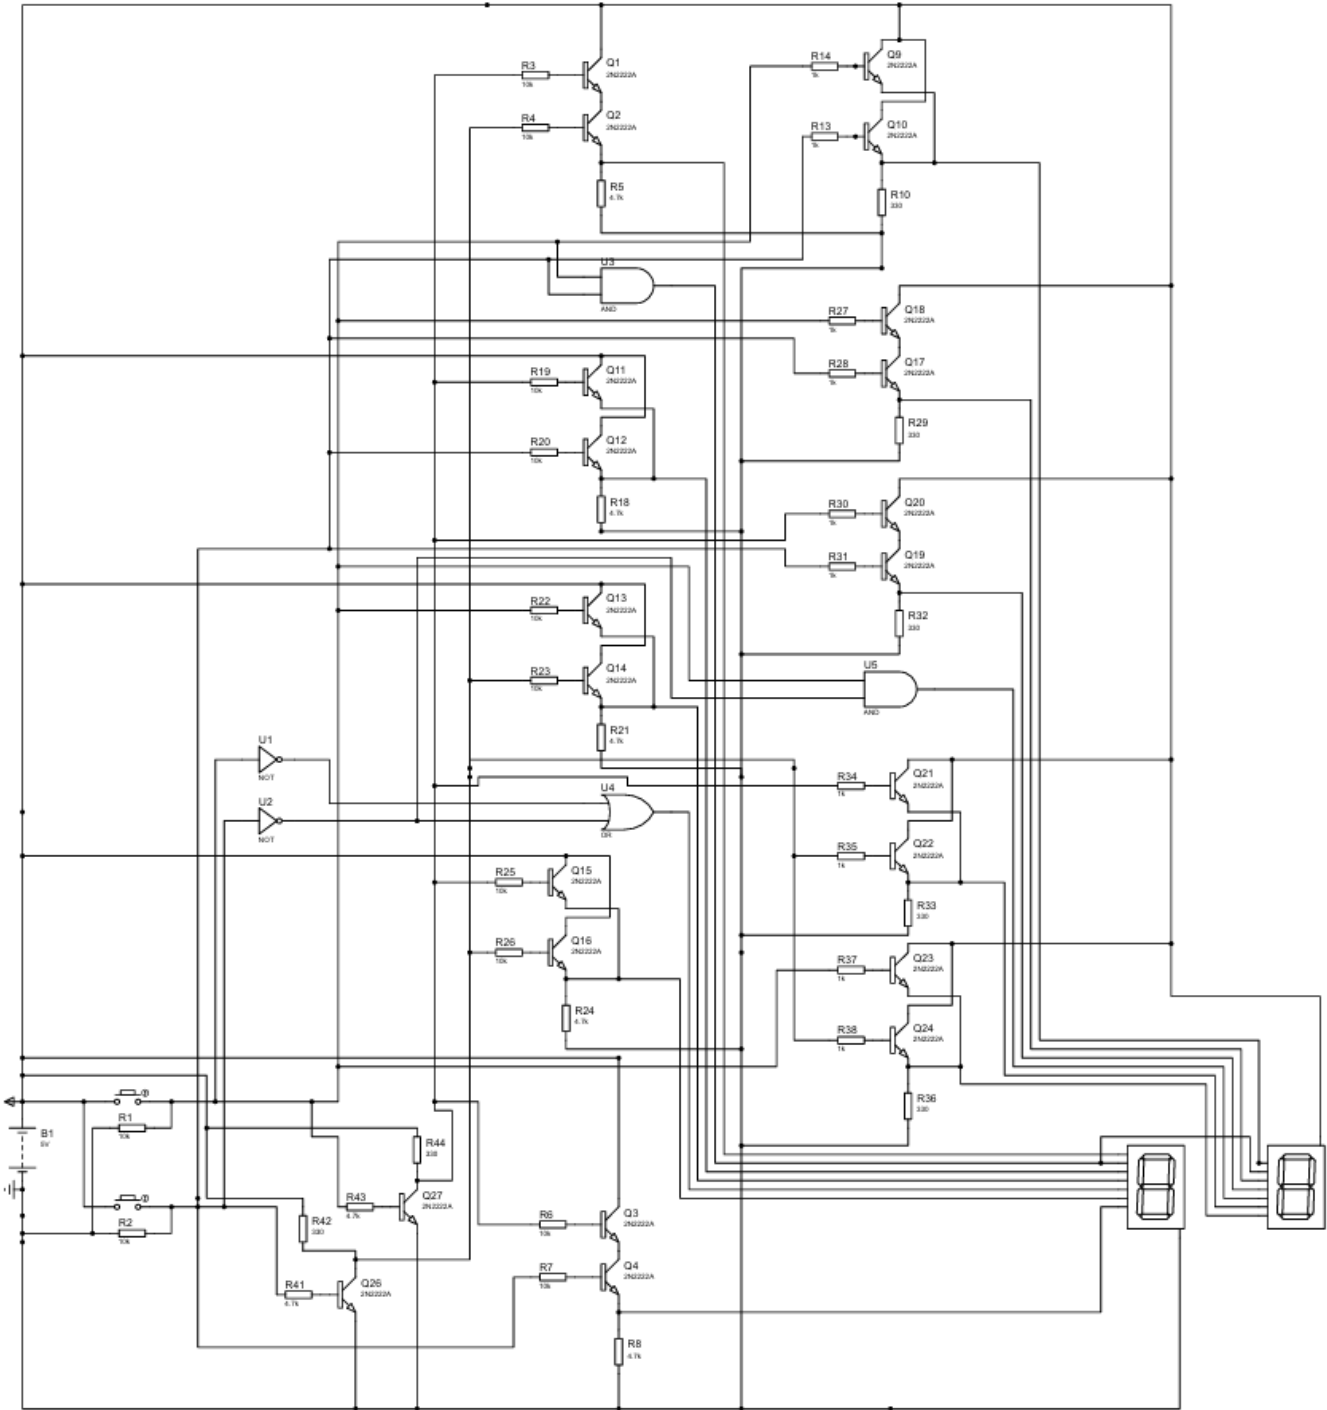 R3
10k
Q1
2N2222A
R4
10k
Q2
2N2222A
R5
4.7k
R14
1k
Q9
2N2222A
R13
1k
Q10
2N2222A
R10
330
U3
AND
R27
1k
Q18
2N2222A
R28
1k
Q17
2N2222A
R29
330
R19
10k
Q11
2N2222A
R20
10k
Q12
2N2222A
R18
4.7k
R30
1k
Q20
2N2222A
R31
1k
Q19
2N2222A
R32
330
R22
10k
Q13
2N2222A
R23
10k
Q14
2N2222A
R21
4.7k
U5
AND
U1
NOT
U2
NOT
U4
OR
R34
1k
Q21
2N2222A
R35
1k
Q22
2N2222A
R33
330
R25
10k
Q15
2N2222A
R26
10k
Q16
2N2222A
R24
4.7k
R37
1k
Q23
2N2222A
R38
1k
Q24
2N2222A
R36
330
R1
10k
B1
5V
R2
10k
R44
330
R43
4.7k
Q27
2N2222A
R42
330
R41
4.7k
Q26
2N2222A
R6
10k
Q3
2N2222A
R7
10k
Q4
2N2222A
R8
4.7k